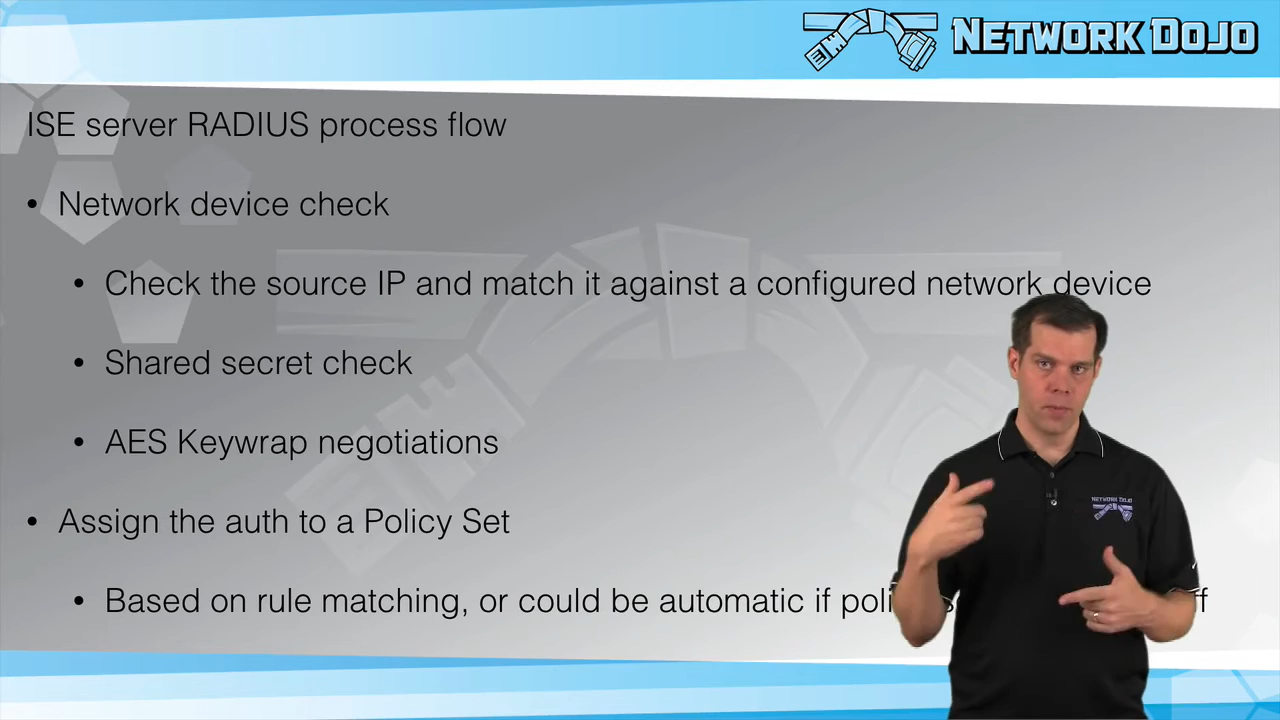 NETWORK DOJO
ISE server RADIUS process flow
• Network device check
• Check the source IP and match it against a configured network device
• Shared secret check
• AES Keywrap negotiations
• Assign the auth to a Policy Set
• Based on rule matching, or could be automatic if
NETWORK DOJO